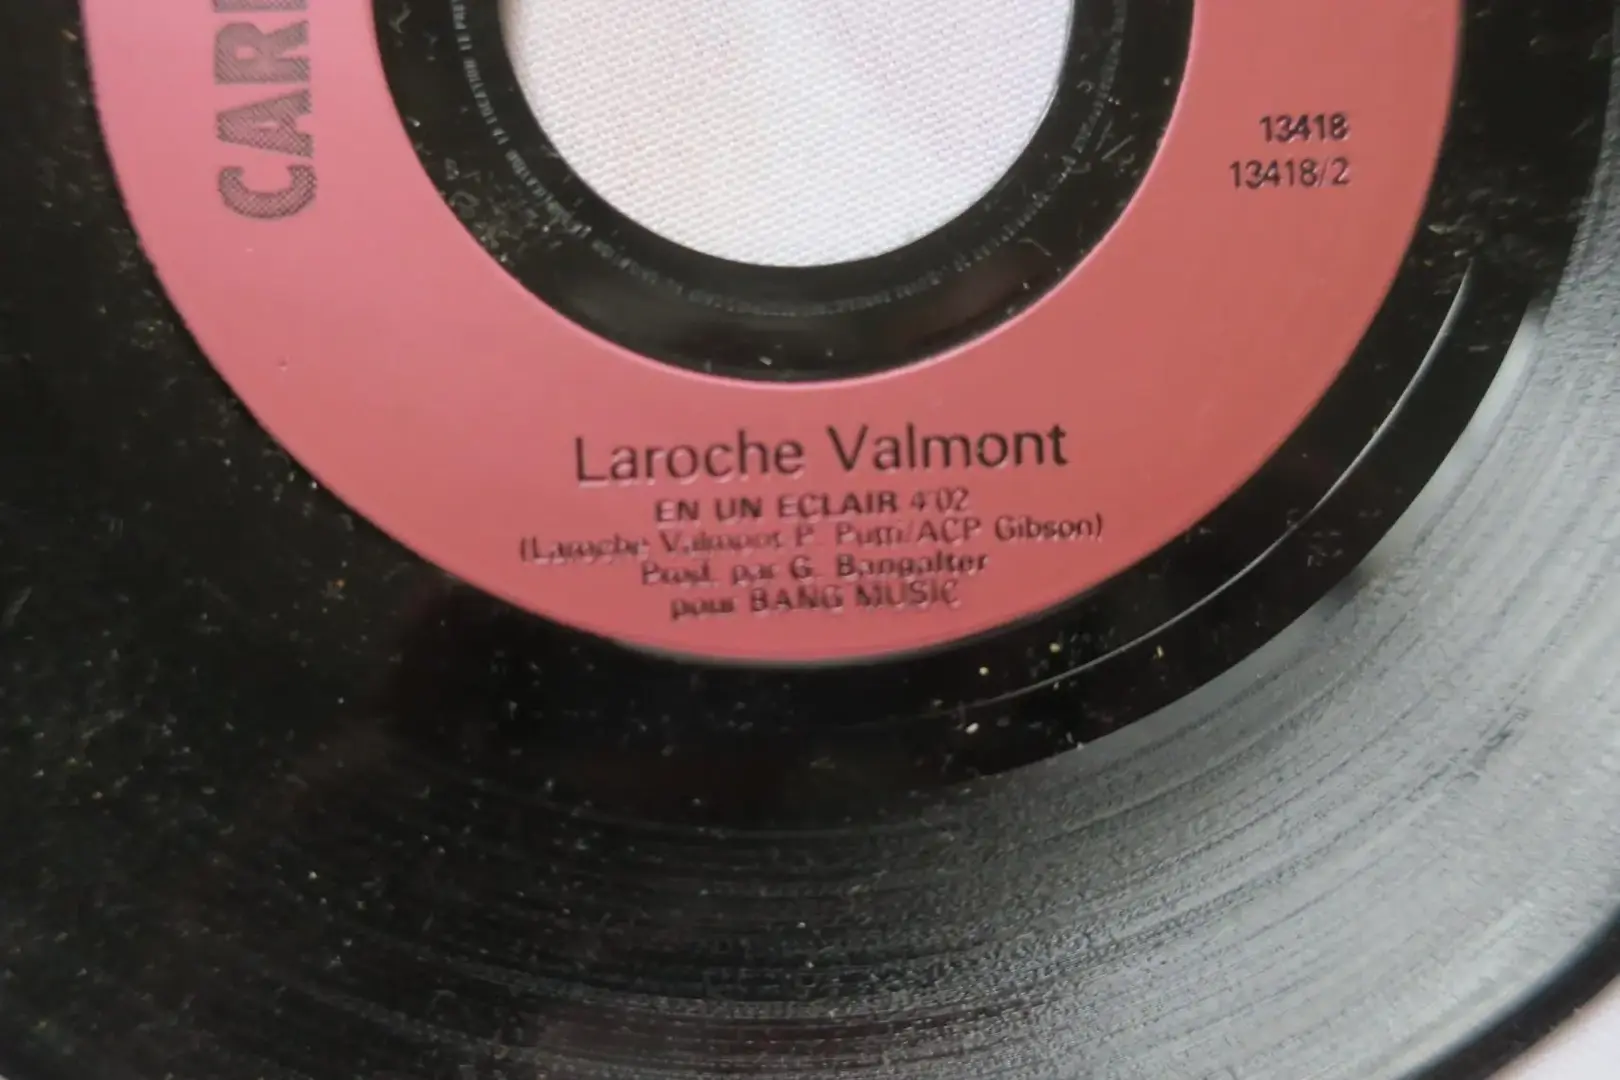 CARR
13418
13418/2
Laroche Valmont
EN UN ECLAIR 4'02
(Laroche Valmont P. Putti/ACP Gibson)
Prod. par G. Bangalter
pour BANG MUSIC